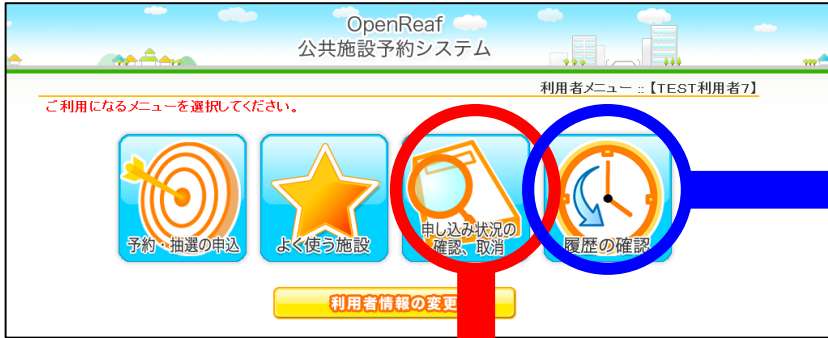 OpenReaf
公共施設予約システム
利用者メニュー ::【TEST利用者7】
ご利用になるメニューを選択してください。
予約・抽選の申込
よく使う施設
申し込み状況の
確認、取消
履歴の確認
利用者情報の変更